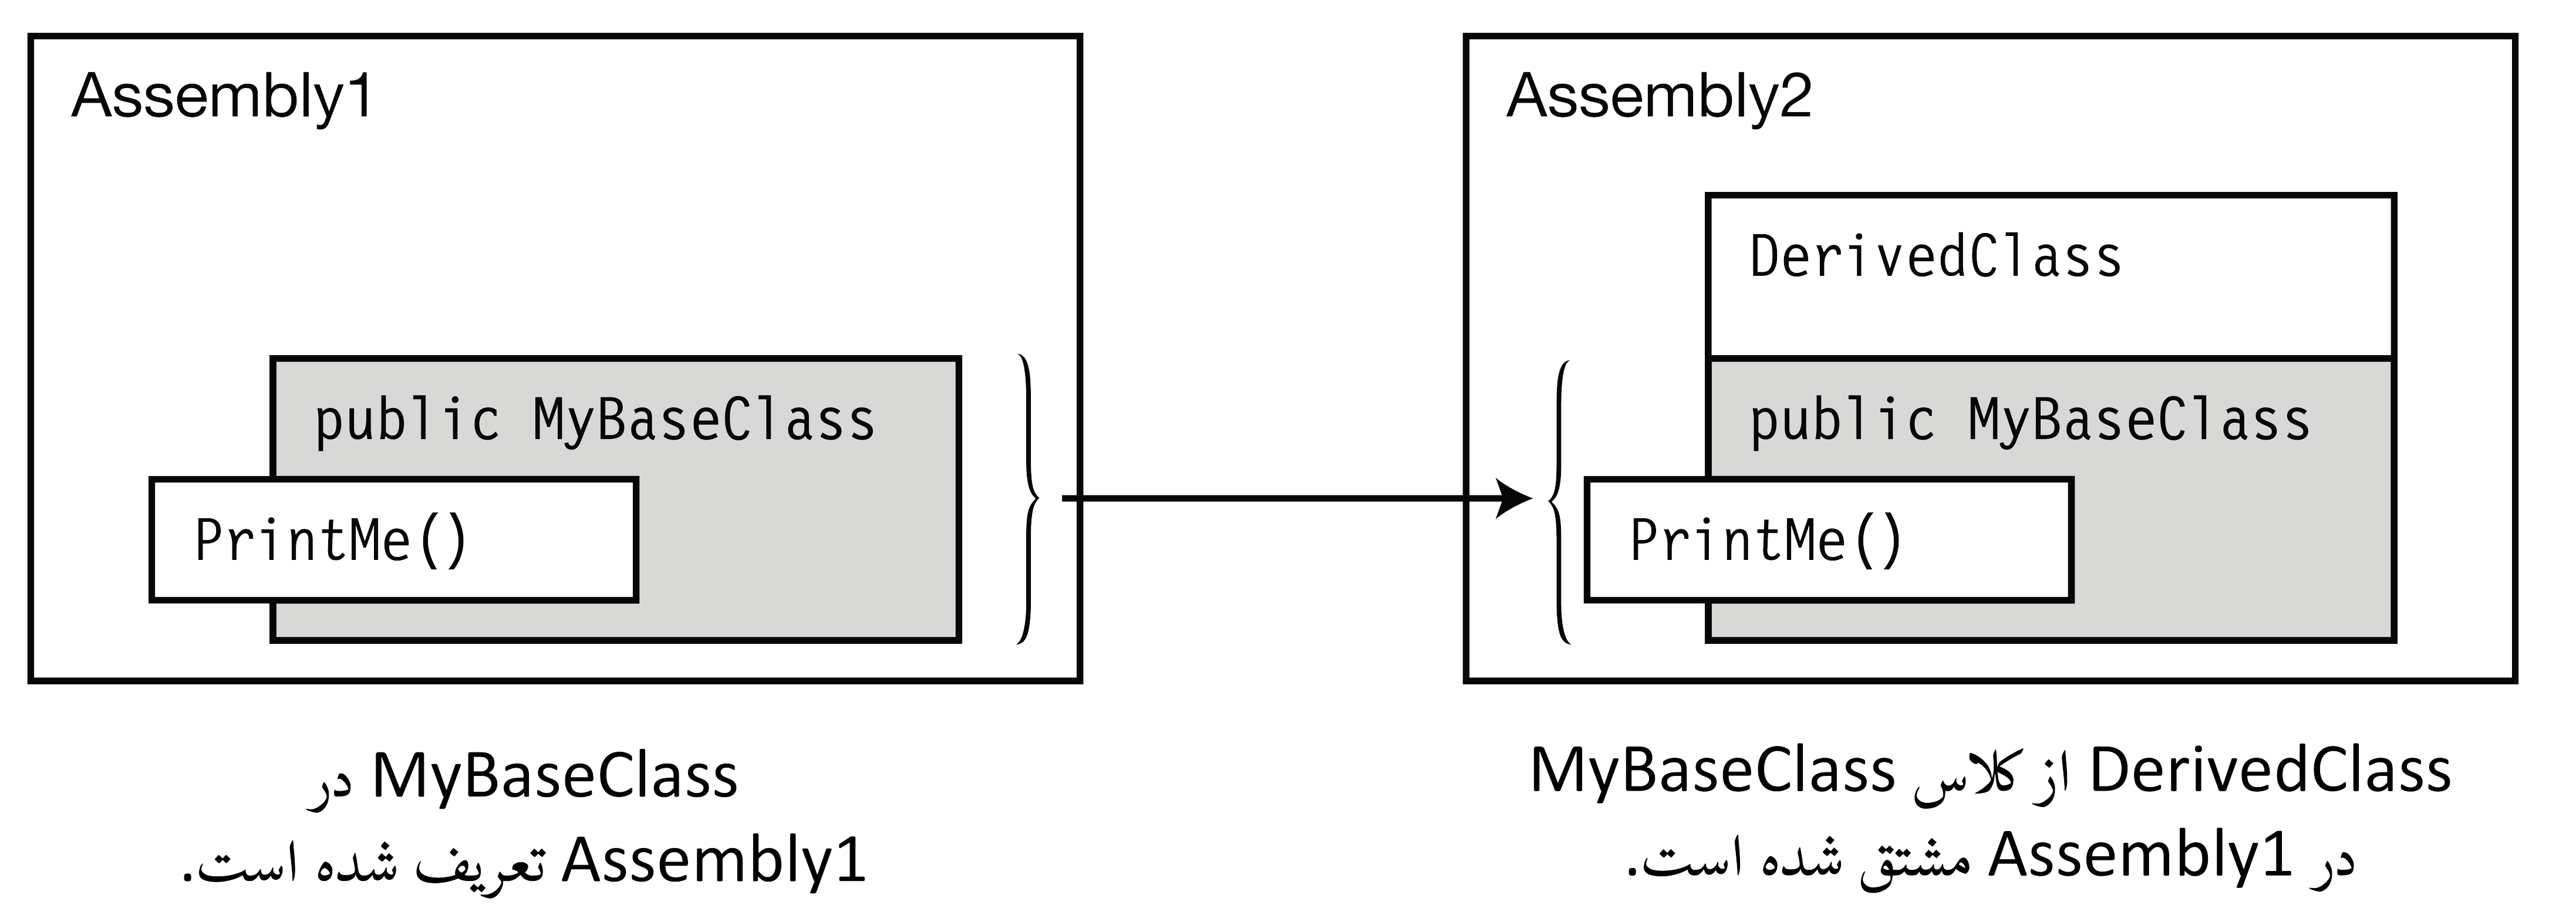 Assembly1
public MyBaseClass
PrintMe()
MyBaseClass در
Assembly1 تعریف شده است.
Assembly2
DerivedClass
public MyBaseClass
PrintMe()
DerivedClass از کلاس MyBaseClass
در Assembly1 مشتق شده است.